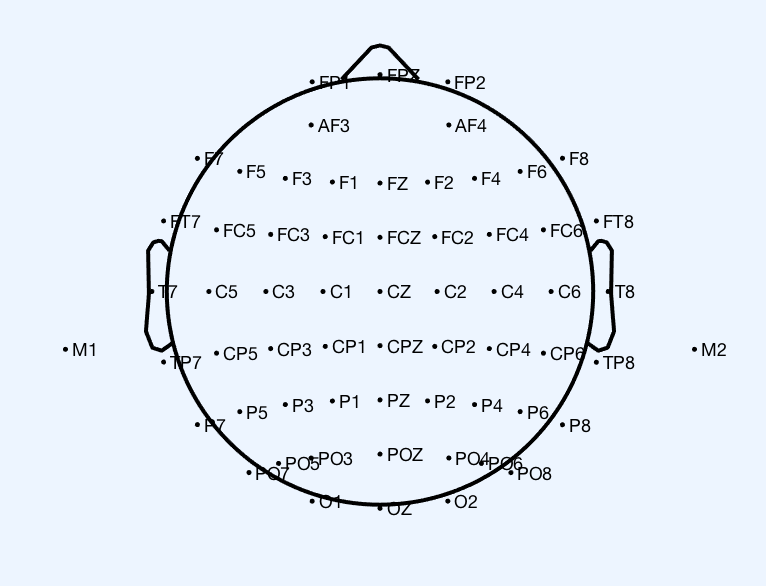 FP1 FPZ FP2
AF3 AF4
F7 F5 F3 F1 FZ F2 F4 F6 F8
FT7 FC5 FC3 FC1 FCZ FC2 FC4 FC6 FT8
T7 C5 C3 C1 CZ C2 C4 C6 T8
M1 TP7 CP5 CP3 CP1 CPZ CP2 CP4 CP6 TP8 M2
P7 P5 P3 P1 PZ P2 P4 P6 P8
PO7 PO5 PO3 POZ PO4 PO6 PO8
O1 OZ O2